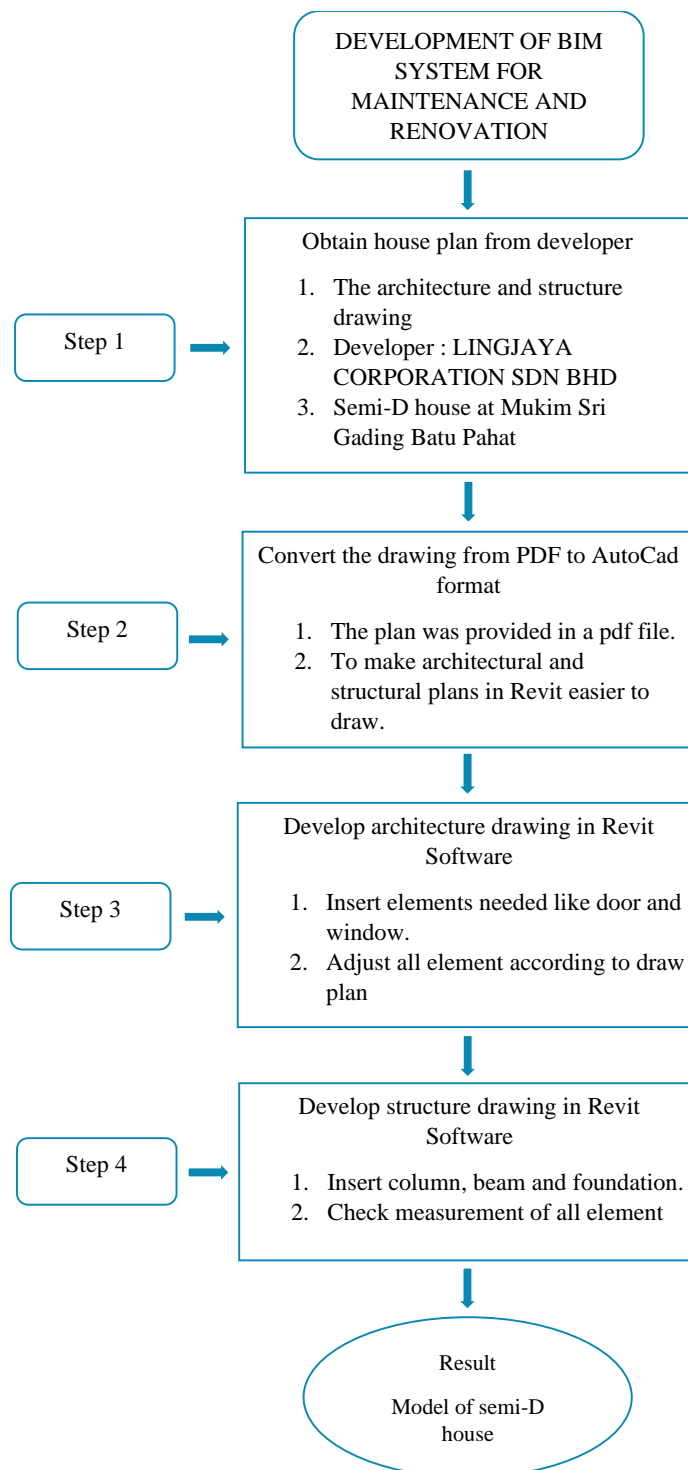 DEVELOPMENT OF BIM
SYSTEM FOR
MAINTENANCE AND
RENOVATION
Step 1
Obtain house plan from developer
1. The architecture and structure
drawing
2. Developer : LINGJAYA
CORPORATION SDN BHD
3. Semi-D house at Mukim Sri
Gading Batu Pahat
Step 2
Convert the drawing from PDF to AutoCad
format
1. The plan was provided in a pdf file.
2. To make architectural and
structural plans in Revit easier to
draw.
Step 3
Develop architecture drawing in Revit
Software
1. Insert elements needed like door and
window.
2. Adjust all element according to draw
plan
Step 4
Develop structure drawing in Revit
Software
1. Insert column, beam and foundation.
2. Check measurement of all element
Result
Model of semi-D
house